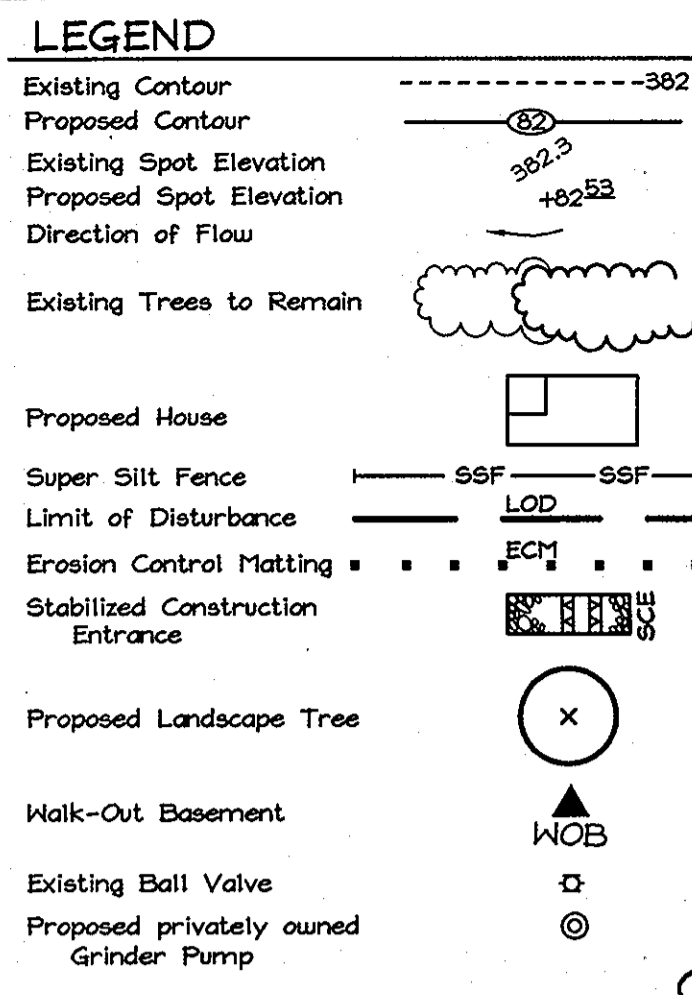 LEGEND
Existing Contour 382
Proposed Contour 82
Existing Spot Elevation 382.3
Proposed Spot Elevation +82 53
Direction of Flow
Existing Trees to Remain
Proposed House
Super Silt Fence SSF SSF
Limit of Disturbance LOD
Erosion Control Matting ECM
Stabilized Construction
Entrance SCE
Proposed Landscape Tree
Walk-Out Basement
WOB
Existing Ball Valve
Proposed privately owned
Grinder Pump